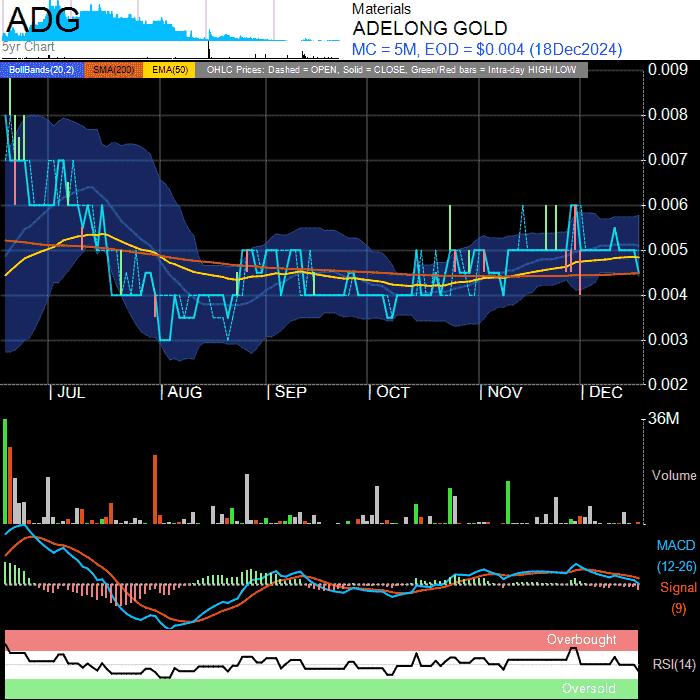 ADG
5yr Chart
Materials
ADELONG GOLD
MC = 5M, EOD = $0.004 (18Dec2024)
BollBands(20,2) SMA(200) EMA(50) OHLC Prices: Dashed = OPEN, Solid = CLOSE, Green/Red bars = Intra-day HIGH/LOW
0.009
0.008
0.007
0.006
0.005
0.004
0.003
0.002
JUL AUG SEP OCT NOV DEC
36M
Volume
MACD
(12-26)
Signal
(9)
Overbought
RSI(14)
Oversold